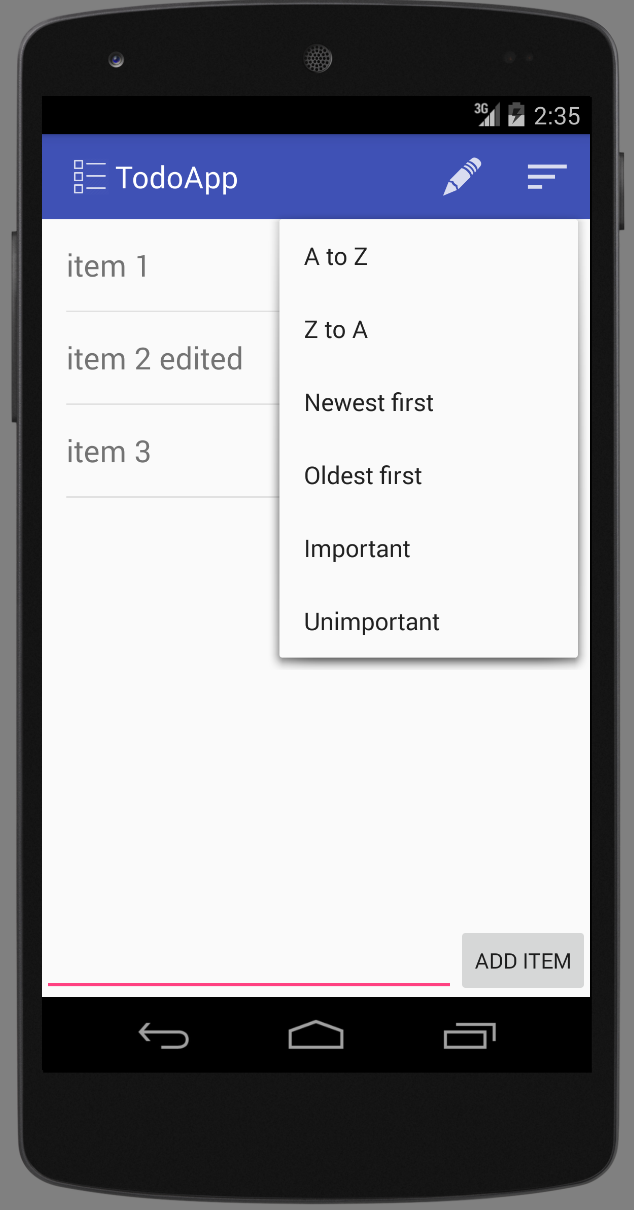 3G 2:35
TodoApp
item 1
item 2 edited
item 3
A to Z
Z to A
Newest first
Oldest first
Important
Unimportant
ADD ITEM